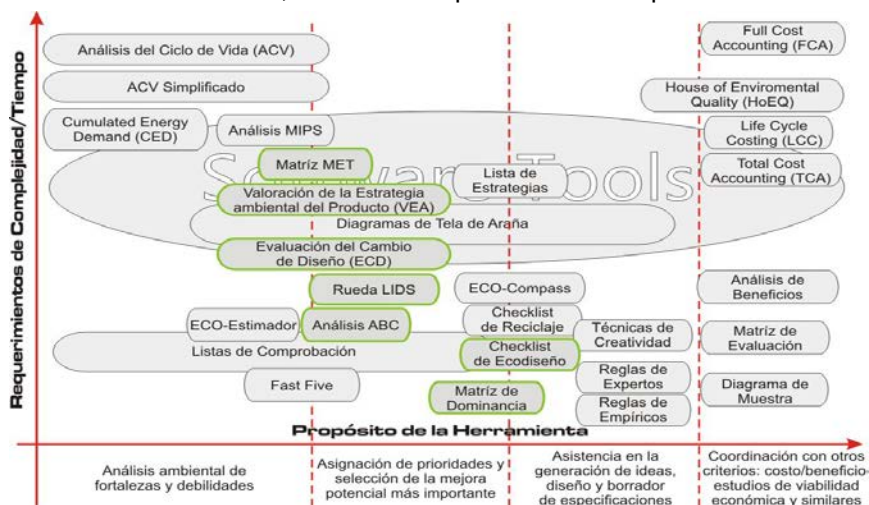 Requerimientos de Complejidad/Tiempo
Análisis del Ciclo de Vida (ACV)
ACV Simplificado
Cumulated Energy
Demand (CED)
Análisis MIPS
Matríz MET
Software Tools
Valoración de la Estrategia
ambiental del Producto (VEA)
Lista de
Estrategias
Diagramas de Tela de Araña
Evaluación del Cambio
de Diseño (ECD)
Rueda LIDS
ECO-Compass
ECO-Estimador
Análisis ABC
Checklist
de Reciclaje
Listas de Comprobación
Checklist
de Ecodiseño
Fast Five
Matríz de
Dominancia
Técnicas de
Creatividad
Reglas de
Expertos
Reglas de
Empíricos
Full Cost
Accounting (FCA)
House of Enviromental
Quality (HoEQ)
Life Cycle
Costing (LCC)
Total Cost
Accounting (TCA)
Análisis de
Beneficios
Matríz de
Evaluación
Diagrama de
Muestra
Propósito de la Herramienta
Análisis ambiental de
fortalezas y debilidades
Asignación de prioridades y
selección de la mejora
potencial más importante
Asistencia en la
generación de ideas,
diseño y borrador
de especificaciones
Coordinación con otros
criterios: costo/beneficio-
estudios de viabilidad
económica y similares